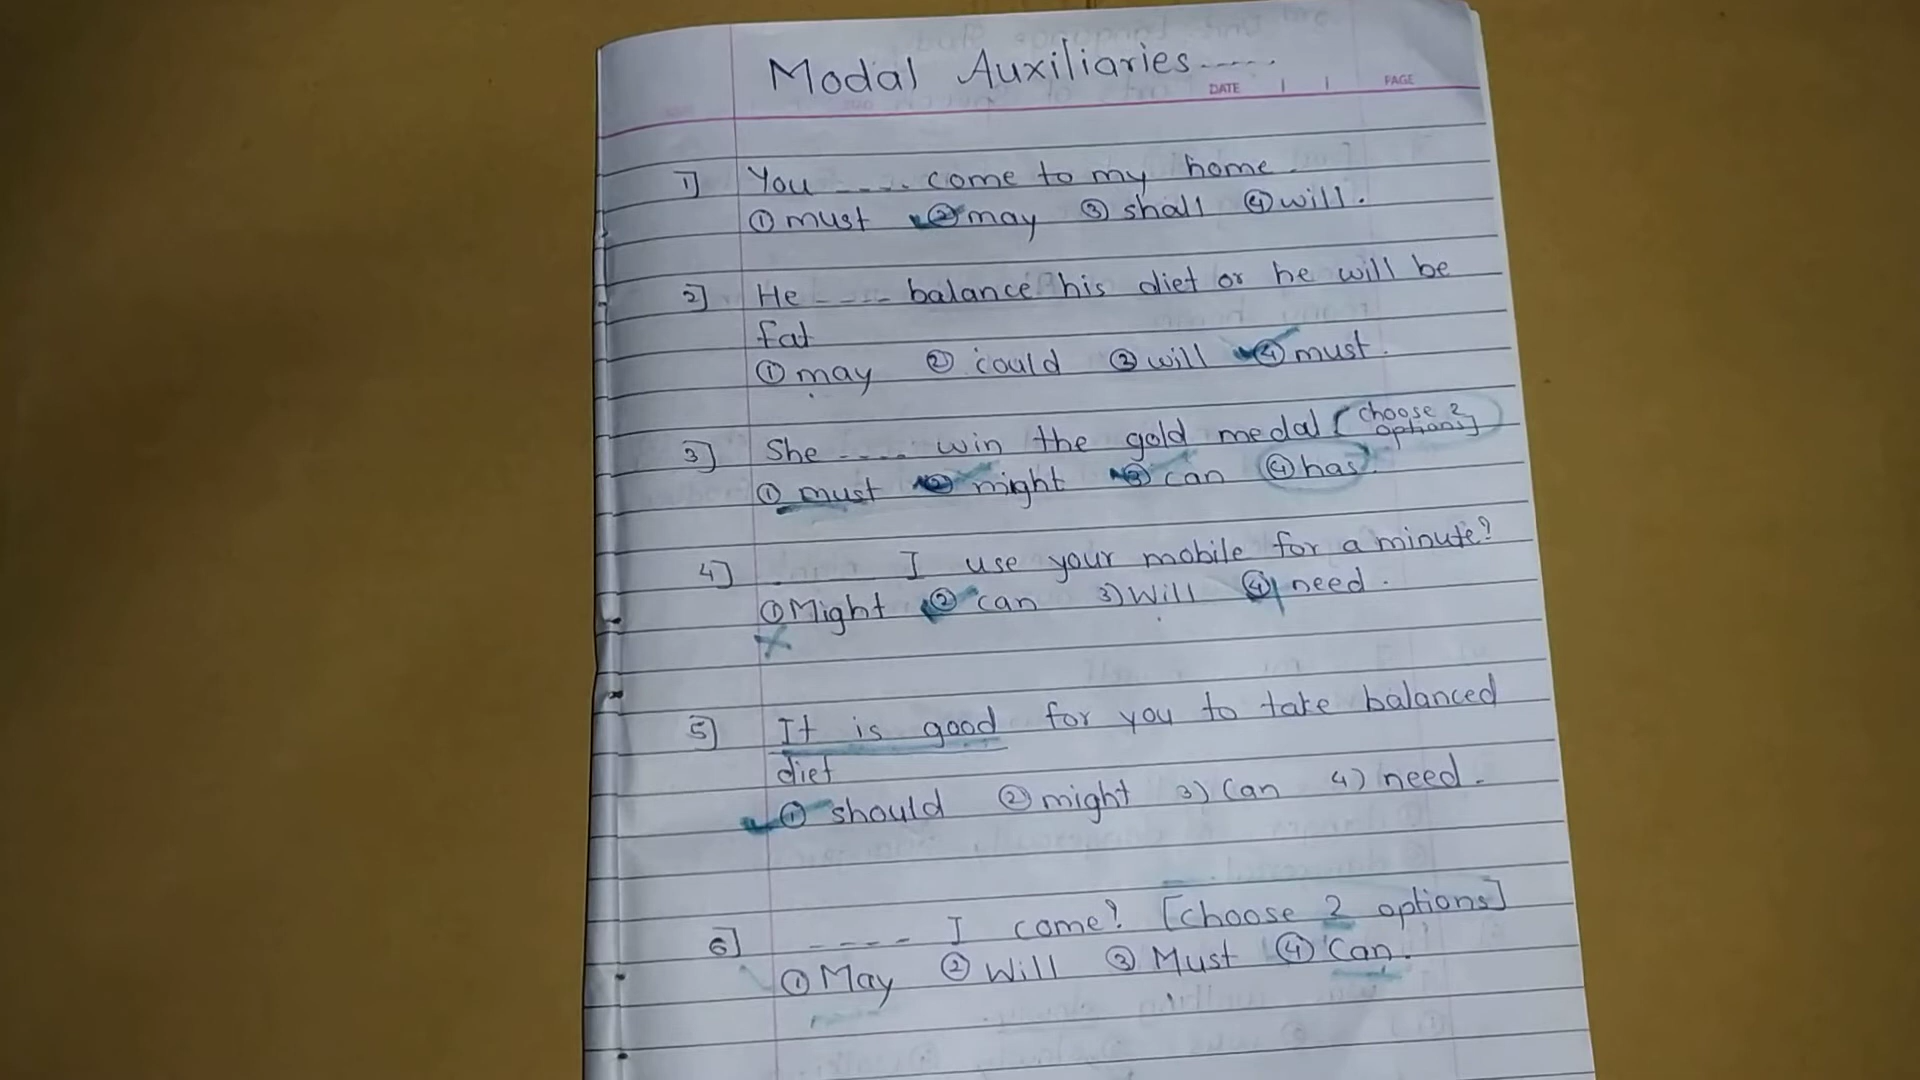 Modal Auxiliaries.....
DATE
PAGE
1] You ---- come to my home.
① must ② may ③ shall ④ will.
2] He ---- balance his diet or he will be
fat
① may ② could ③ will ④ must.
3] She ---- win the gold medal [choose 2
options]
① must ② might ③ can ④ has.
4] ------ I use your mobile for a minute?
① Might ② can 3) Will ④ need.
5] It is good for you to take balanced
diet
① should ② might 3) Can 4) need.
6] ---- I come? [choose 2 options]
① May ② Will ③ Must ④ Can.